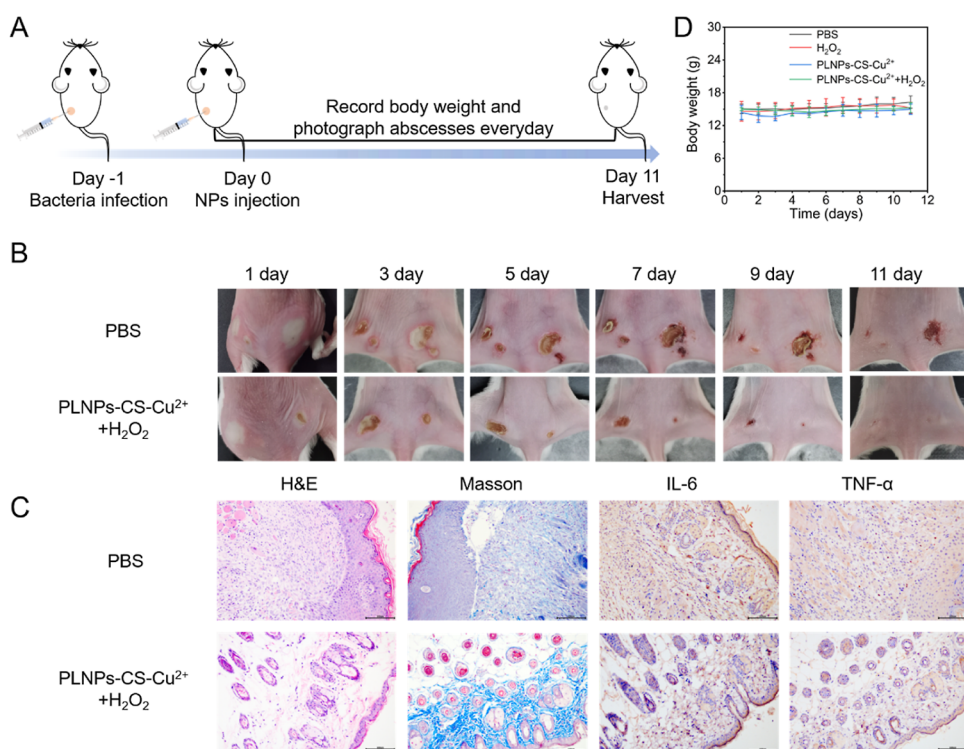 A
Record body weight and
photograph abscesses everyday
Day -1
Bacteria infection
Day 0
NPs injection
Day 11
Harvest
D
Body weight (g)
30
24
18
12
6
0
PBS
H₂O₂
PLNPs-CS-Cu²⁺
PLNPs-CS-Cu²⁺+H₂O₂
0 2 4 6 8 10 12
Time (days)
B
1 day 3 day 5 day 7 day 9 day 11 day
PBS
PLNPs-CS-Cu²⁺
+H₂O₂
C
H&E Masson IL-6 TNF-α
PBS
PLNPs-CS-Cu²⁺
+H₂O₂